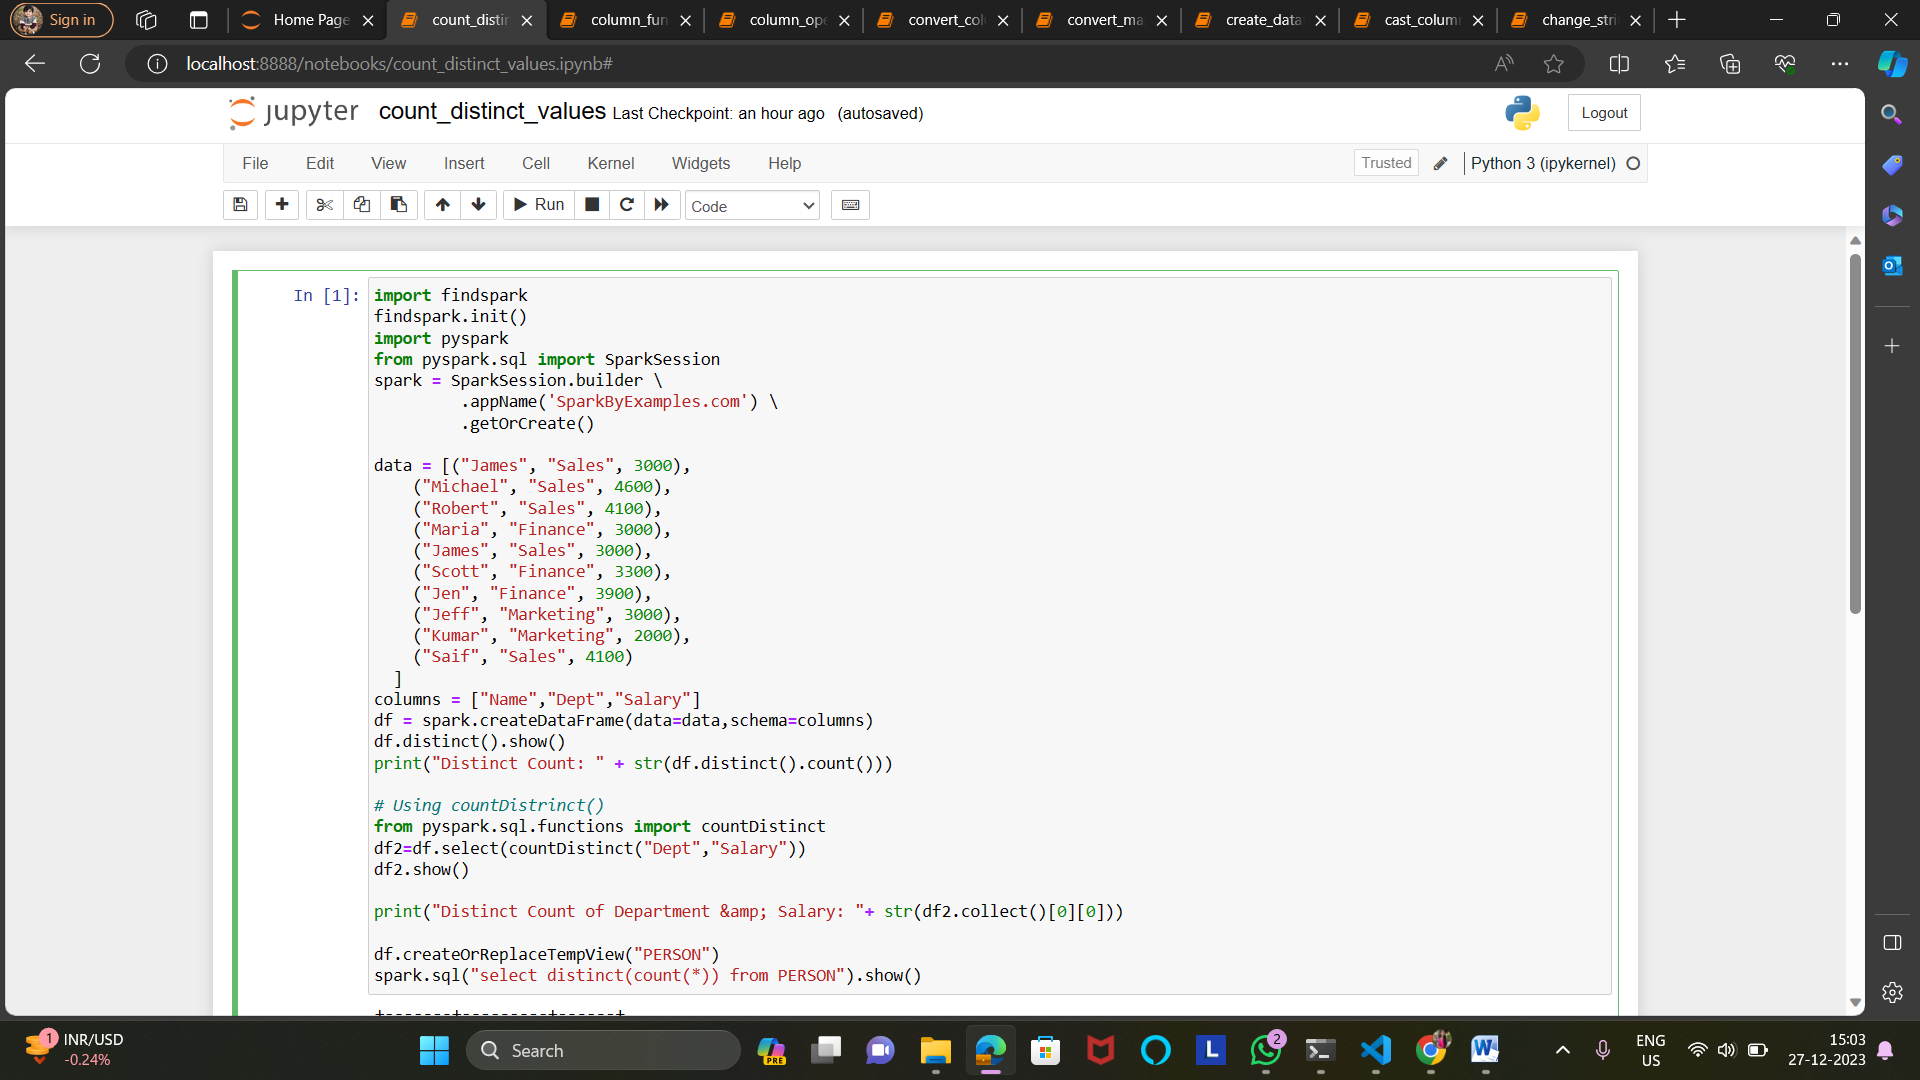 Sign in
Home Page
count_distin
column_fun
column_ope
convert_col
convert_ma
create_data
cast_colum
change_stri
localhost:8888/notebooks/count_distinct_values.ipynb#
jupyter count_distinct_values Last Checkpoint: an hour ago (autosaved)
Logout
File Edit View Insert Cell Kernel Widgets Help
Trusted Python 3 (ipykernel)
Run Code
In [1]:
import findspark
findspark.init()
import pyspark
from pyspark.sql import SparkSession
spark = SparkSession.builder \
.appName('SparkByExamples.com') \
.getOrCreate()
data = [("James", "Sales", 3000),
("Michael", "Sales", 4600),
("Robert", "Sales", 4100),
("Maria", "Finance", 3000),
("James", "Sales", 3000),
("Scott", "Finance", 3300),
("Jen", "Finance", 3900),
("Jeff", "Marketing", 3000),
("Kumar", "Marketing", 2000),
("Saif", "Sales", 4100)
]
columns = ["Name","Dept","Salary"]
df = spark.createDataFrame(data=data,schema=columns)
df.distinct().show()
print("Distinct Count: " + str(df.distinct().count()))
# Using countDistrinct()
from pyspark.sql.functions import countDistinct
df2=df.select(countDistinct("Dept","Salary"))
df2.show()
print("Distinct Count of Department &amp; Salary: "+ str(df2.collect()[0][0]))
df.createOrReplaceTempView("PERSON")
spark.sql("select distinct(count(*)) from PERSON").show()
1
INR/USD
-0.24%
Search
PRE
L
2
W
ENG
US
15:03
27-12-2023